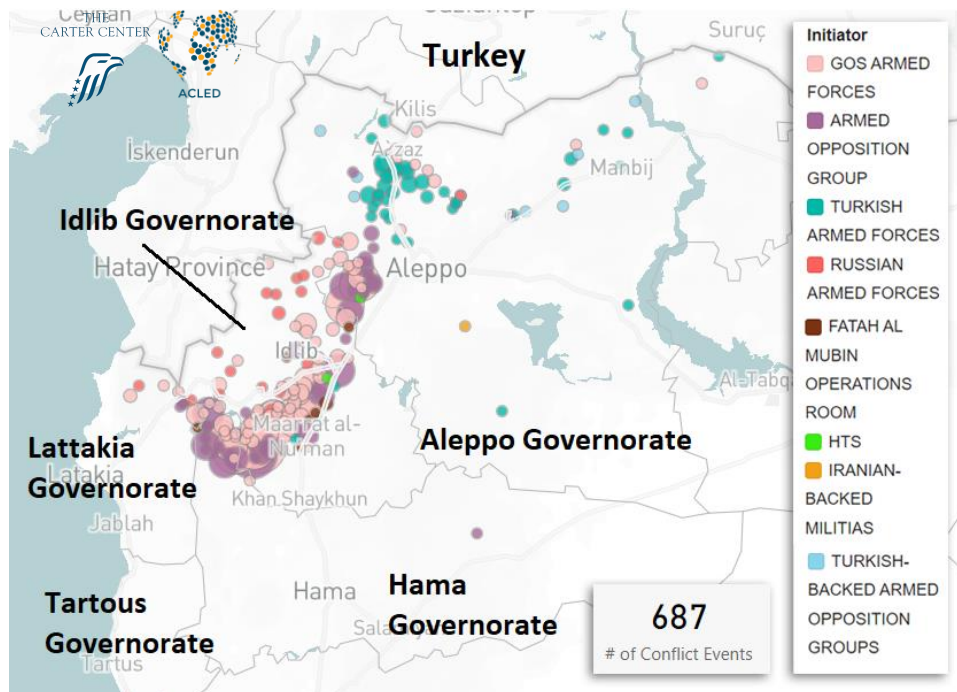 Ceyhan
Gaziantep
THE
CARTER CENTER
ACLED
Turkey
Suruç
Kilis
A'zaz
İskenderun
Manbij
Idlib Governorate
Hatay Province
Aleppo
Idlib
Al-Tabqa
Maarrat al-
Nu'man
Aleppo Governorate
Lattakia
Latakia
Governorate
Khan Shaykhun
Jablah
Hama
Hama
Governorate
Tartous
Governorate
Tartus
687
# of Conflict Events
Initiator
GOS ARMED
FORCES
ARMED
OPPOSITION
GROUP
TURKISH
ARMED FORCES
RUSSIAN
ARMED FORCES
FATAH AL
MUBIN
OPERATIONS
ROOM
HTS
IRANIAN-
BACKED
MILITIAS
TURKISH-
BACKED ARMED
OPPOSITION
GROUPS